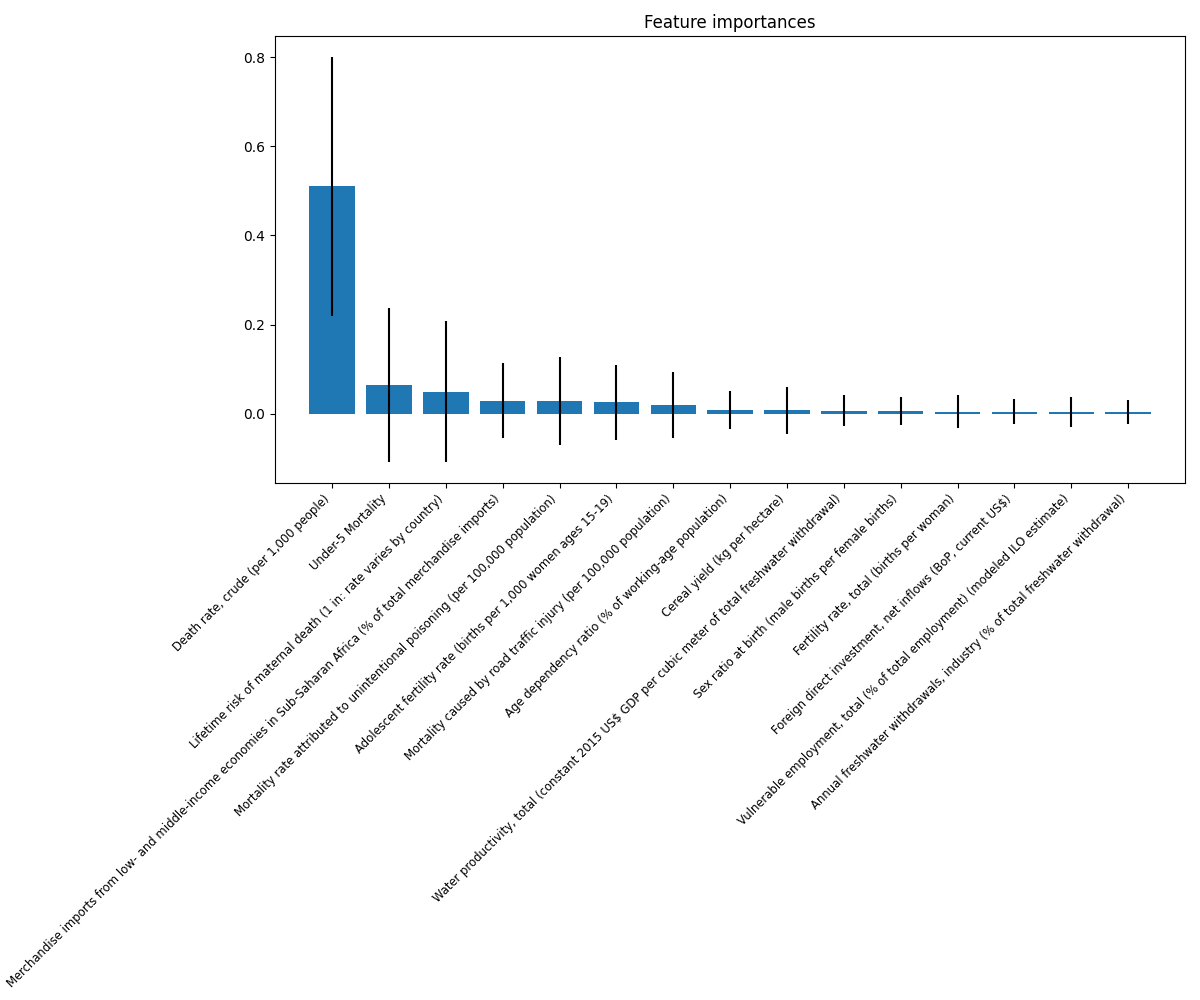 Feature importances
0.8
0.6
0.4
0.2
0.0
Death rate, crude (per 1,000 people)
Under-5 Mortality
Lifetime risk of maternal death (1 in: rate varies by country)
Merchandise imports from low- and middle-income economies in Sub-Saharan Africa (% of total merchandise imports)
Mortality rate attributed to unintentional poisoning (per 100,000 population)
Adolescent fertility rate (births per 1,000 women ages 15-19)
Mortality caused by road traffic injury (per 100,000 population)
Age dependency ratio (% of working-age population)
Cereal yield (kg per hectare)
Water productivity, total (constant 2015 US$ GDP per cubic meter of total freshwater withdrawal)
Sex ratio at birth (male births per female births)
Fertility rate, total (births per woman)
Foreign direct investment, net inflows (BoP, current US$)
Vulnerable employment, total (% of total employment) (modeled ILO estimate)
Annual freshwater withdrawals, industry (% of total freshwater withdrawal)